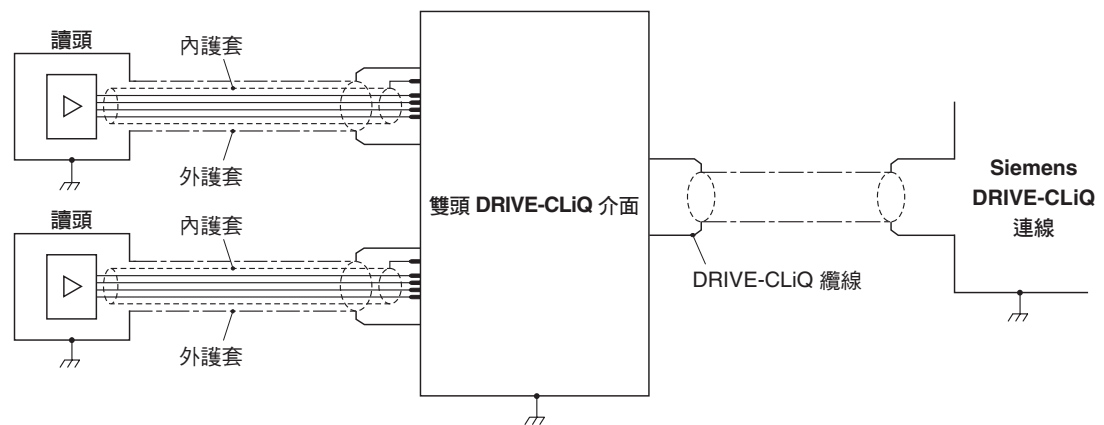 讀頭
內護套
外護套
讀頭
內護套
外護套
雙頭 DRIVE-CLiQ 介面
DRIVE-CLiQ 纜線
Siemens
DRIVE-CLiQ
連線